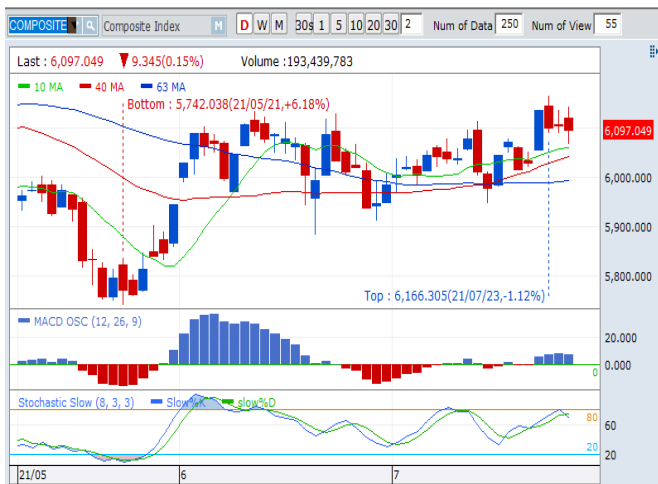 COMPOSITE Composite Index M D W M 30s 1 5 10 20 30 2 Num of Data 250 Num of View 55
Last : 6,097.049 ▼ 9.345(0.15%) Volume :193,439,783
10 MA 40 MA 63 MA
Bottom : 5,742.038(21/05/21,+6.18%)
6,097.049
6,000.000
5,900.000
5,800.000
Top : 6,166.305(21/07/23,-1.12%)
MACD OSC (12, 26, 9)
20.000
0.000
0
Stochastic Slow (8, 3, 3) Slow%K slow%D
80
60
20 20
21/05 6 7